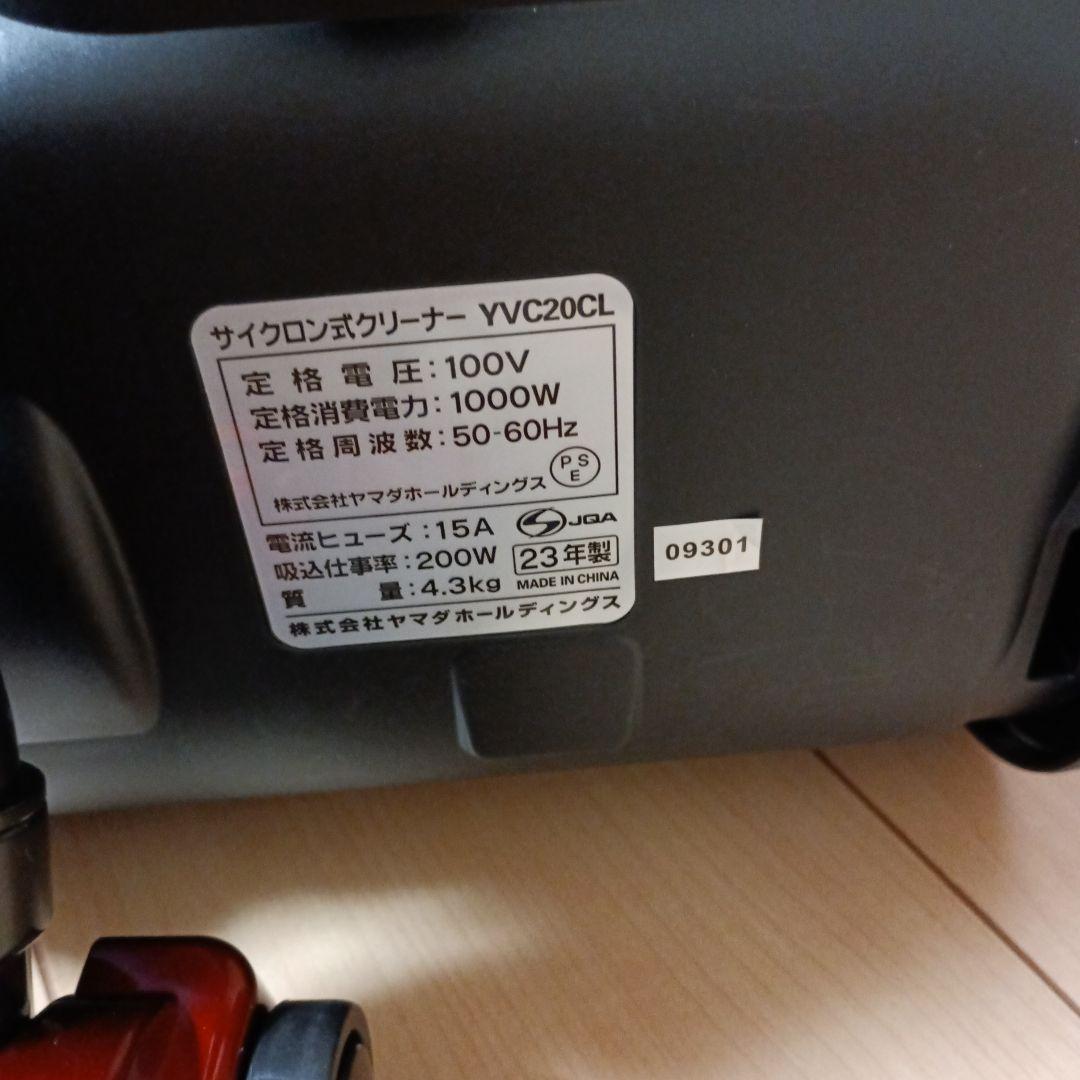 サイクロン式クリーナー YVC20CL
定格電圧:100V
定格消費電力:1000W
定格周波数:50-60Hz
PSE
株式会社ヤマダホールディングス
電流ヒューズ:15A JQA
吸込仕事率:200W 23年製
質量:4.3kg MADE IN CHINA
株式会社ヤマダホールディングス
09301